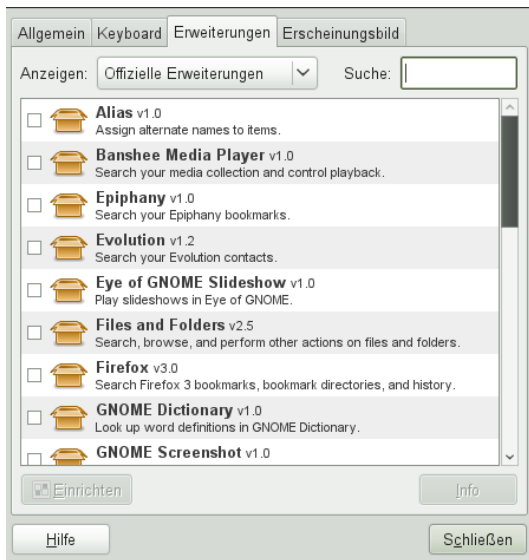 Allgemein Keyboard Erweiterungen Erscheinungsbild
Anzeigen: Offizielle Erweiterungen Suche:
Alias v1.0
Assign alternate names to items.
Banshee Media Player v1.0
Search your media collection and control playback.
Epiphany v1.0
Search your Epiphany bookmarks.
Evolution v1.2
Search your Evolution contacts.
Eye of GNOME Slideshow v1.0
Play slideshows in Eye of GNOME.
Files and Folders v2.5
Search, browse, and perform other actions on files and folders.
Firefox v3.0
Search Firefox 3 bookmarks, bookmark directories, and history.
GNOME Dictionary v1.0
Look up word definitions in GNOME Dictionary.
GNOME Screenshot v1.0
Einrichten Info
Hilfe Schließen